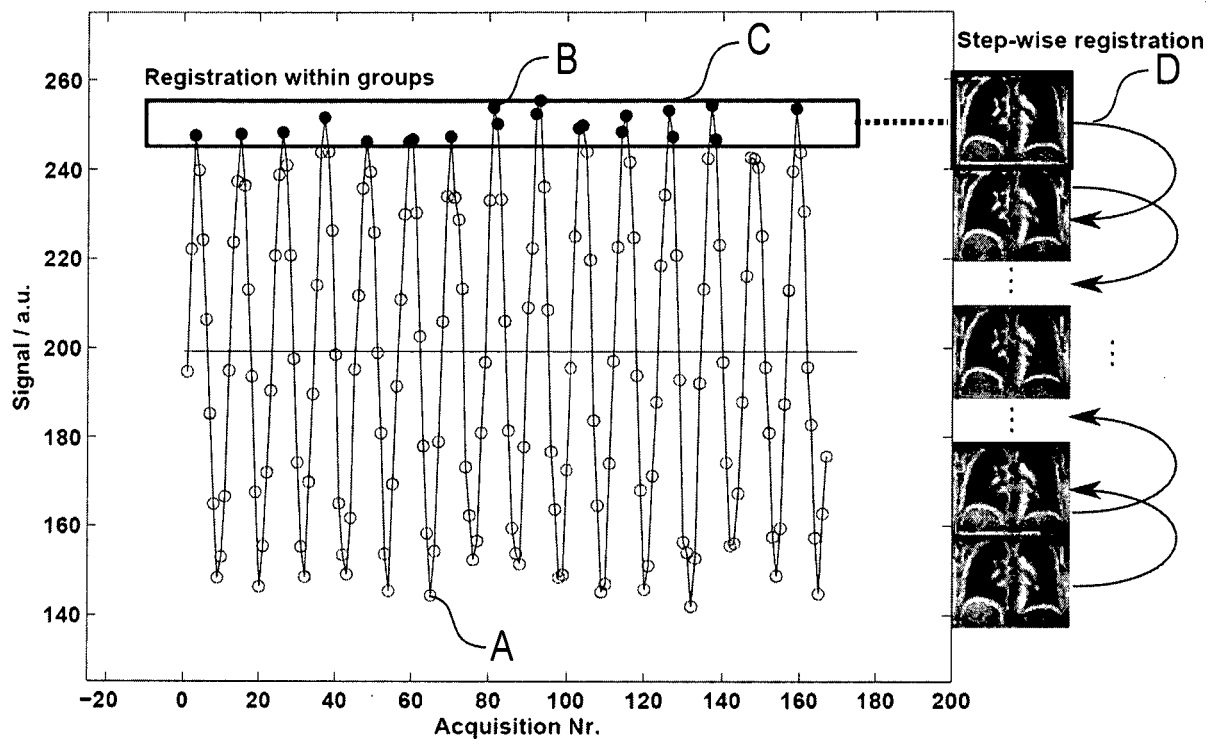 Step-wise registration
Registration within groups
B
C
D
260
240
220
200
180
160
140
Signal / a.u.
A
−20
0
20
40
60
80
100
120
140
160
180
200
Acquisition Nr.